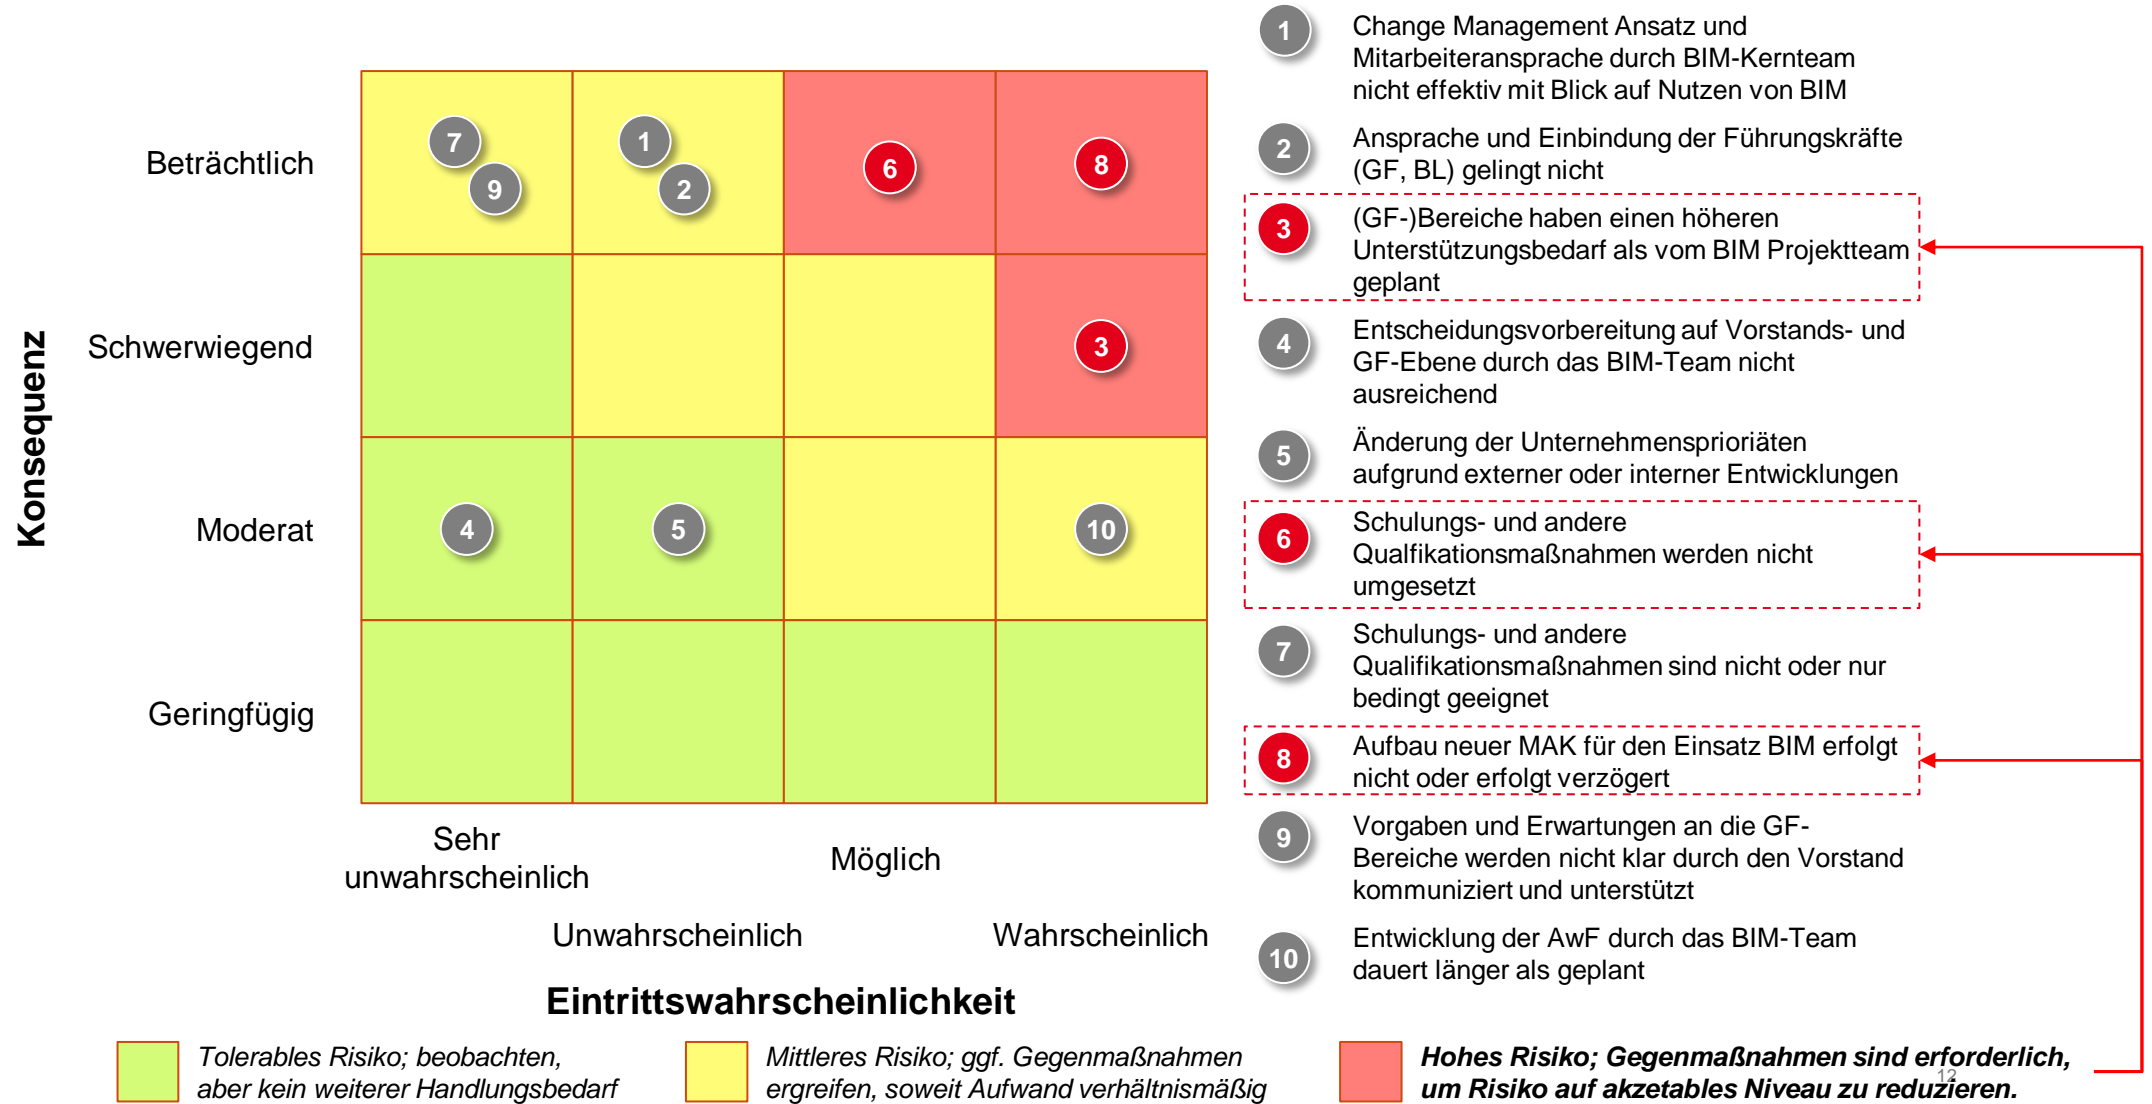 Konsequenz
Beträchtlich
Schwerwiegend
Moderat
Geringfügig
7
9
1
2
6
8
3
4
5
10
Sehr
unwahrscheinlich
Unwahrscheinlich
Möglich
Wahrscheinlich
Eintrittswahrscheinlichkeit
1
Change Management Ansatz und
Mitarbeiteransprache durch BIM-Kernteam
nicht effektiv mit Blick auf Nutzen von BIM
2
Ansprache und Einbindung der Führungskräfte
(GF, BL) gelingt nicht
3
(GF-)Bereiche haben einen höheren
Unterstützungsbedarf als vom BIM Projektteam
geplant
4
Entscheidungsvorbereitung auf Vorstands- und
GF-Ebene durch das BIM-Team nicht
ausreichend
5
Änderung der Unternehmensprioriäten
aufgrund externer oder interner Entwicklungen
6
Schulungs- und andere
Qualfikationsmaßnahmen werden nicht
umgesetzt
7
Schulungs- und andere
Qualifikationsmaßnahmen sind nicht oder nur
bedingt geeignet
8
Aufbau neuer MAK für den Einsatz BIM erfolgt
nicht oder erfolgt verzögert
9
Vorgaben und Erwartungen an die GF-
Bereiche werden nicht klar durch den Vorstand
kommuniziert und unterstützt
10
Entwicklung der AwF durch das BIM-Team
dauert länger als geplant
Tolerables Risiko; beobachten,
aber kein weiterer Handlungsbedarf
Mittleres Risiko; ggf. Gegenmaßnahmen
ergreifen, soweit Aufwand verhältnismäßig
Hohes Risiko; Gegenmaßnahmen sind erforderlich,
um Risiko auf akzetables Niveau zu reduzieren.
12